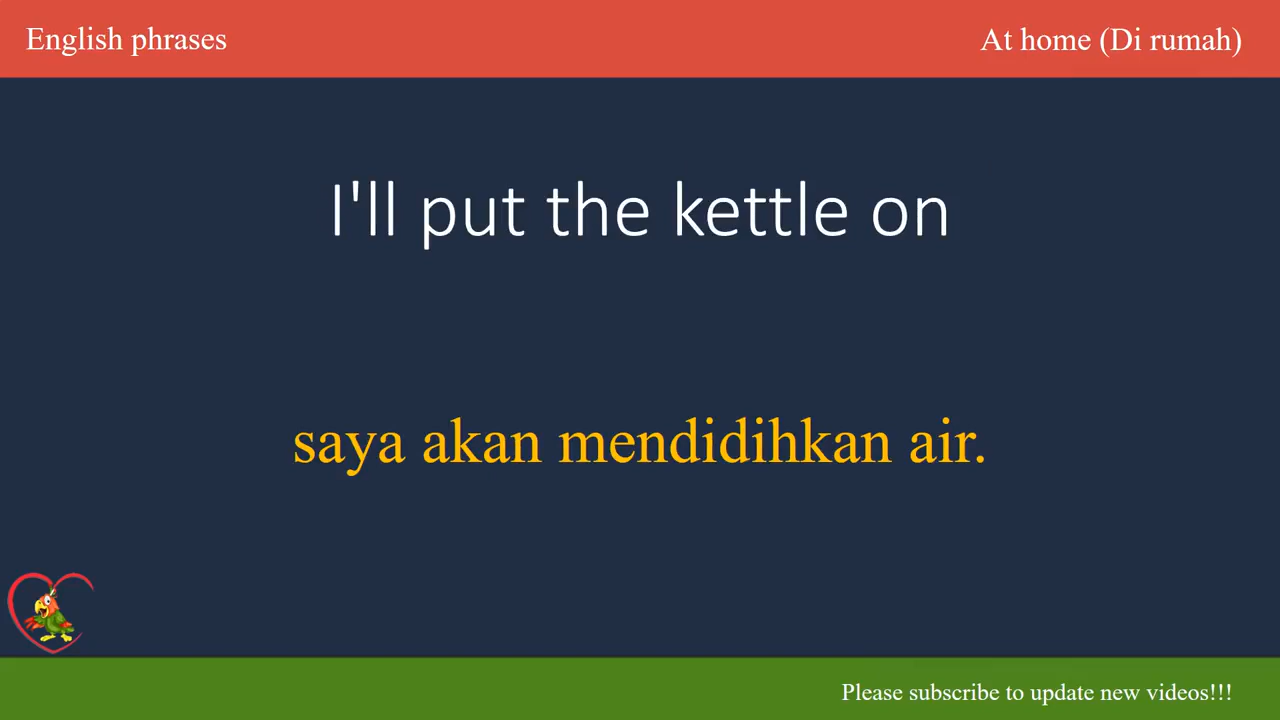 English phrases
At home (Di rumah)
I'll put the kettle on
saya akan mendidihkan air.
Please subscribe to update new videos!!!